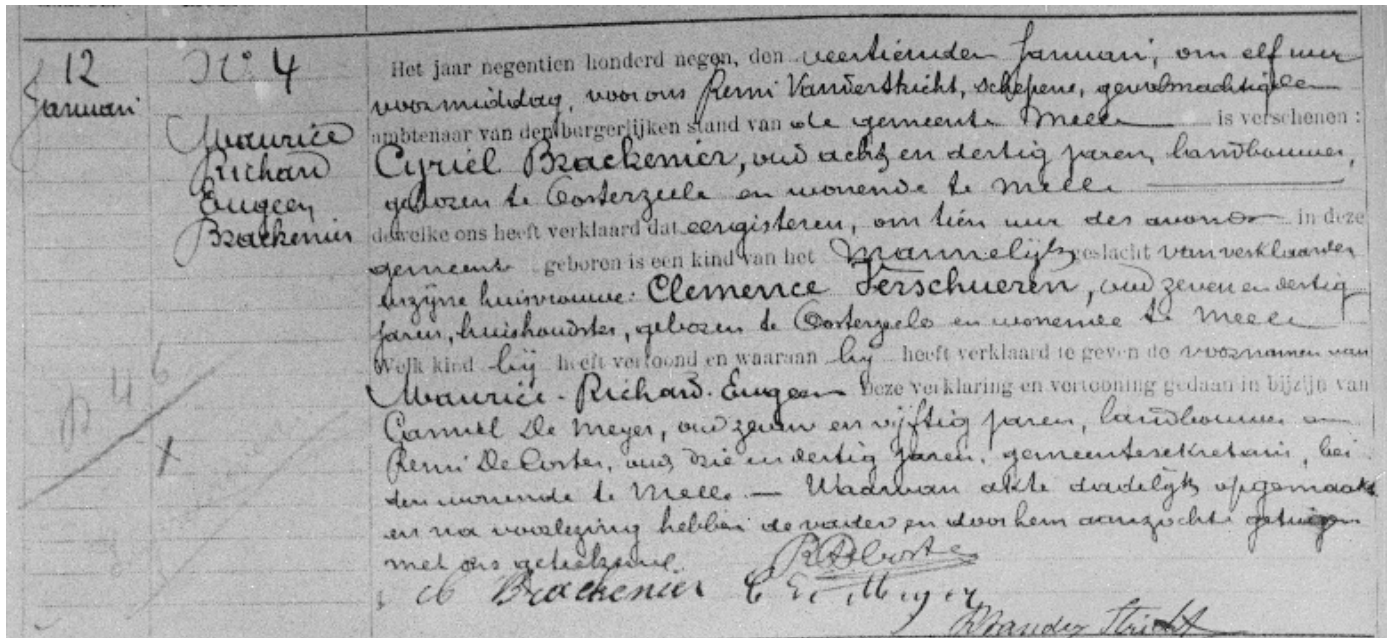 12
Januari
N° 4
Maurice
Richard
Eugeen
Brackenier
Het jaar negentien honderd negen, den veertienden Januari, om elf uur
voormiddag, voor ons Remi Vanderstricht, schepene, gevolmachtigden
ambtenaar van den burgerlijken stand van de gemeente Melle is verschenen :
Cyriel Brackenier, oud acht en dertig jaren, landbouwer,
geboren te Oosterzeele en wonende te Melle
dewelke ons heeft verklaard dat eergisteren, om tien uur des avonds in deze
gemeente geboren is een kind van het Mannelijk geslacht van verklaarder
en zijne huisvrouwe: Clemence Verschueren, oud zeven en dertig
jaren, huishoudster, geboren te Oosterzeele en wonende te Melle
Welk kind hij heeft vertoond en waaraan hij heeft verklaard te geven de voornamen van
Maurice-Richard-Eugeen Deze verklaring en vertooning gedaan in bijzijn van
Camiel De Meyer, oud zeven en vijftig jaren, landbouwer en
Remi De Coster, oud drie en dertig jaren, gemeentesekretaris, bei
den wonende te Melle. — Waarvan akte dadelijk opgemaakt
en na voorlezing hebben de vader en door hem aanzochte getuigen
met ons geteekend.
R DeCoster
C Brackenier C De Meyer
R Vander Stricht